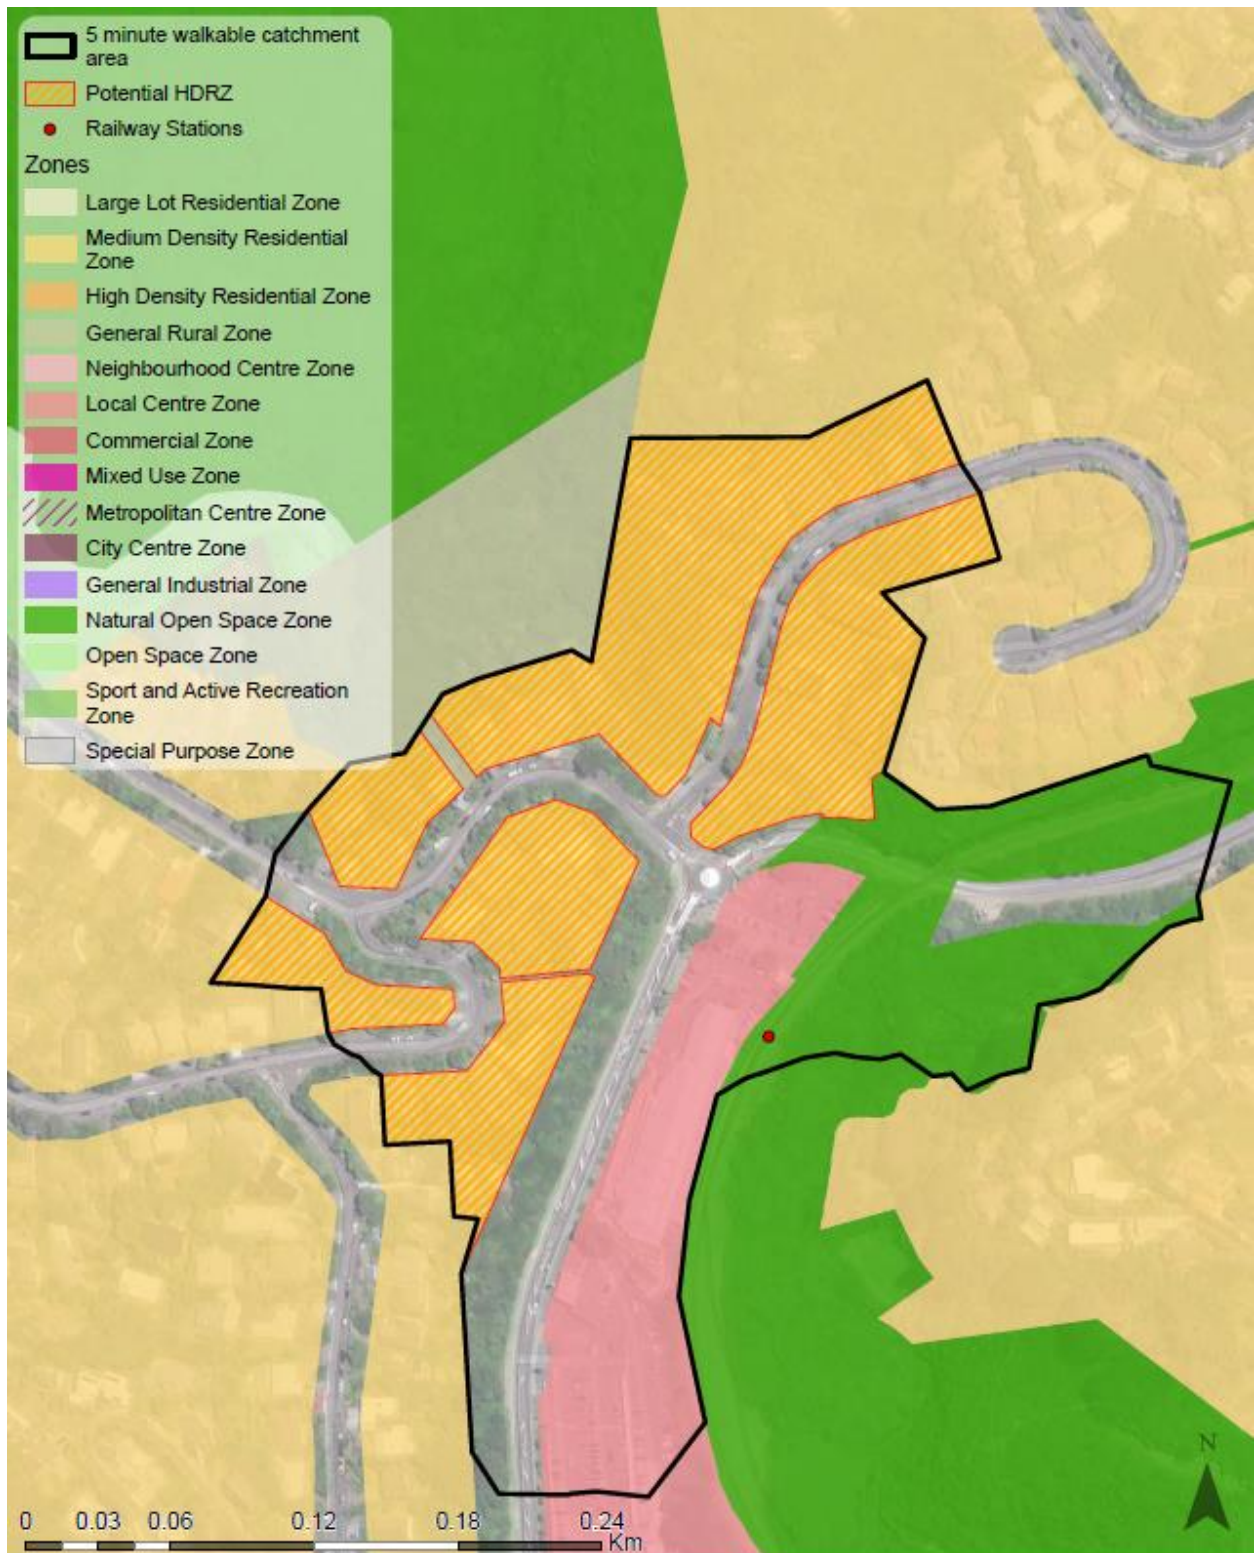 5 minute walkable catchment
area
Potential HDRZ
Railway Stations
Zones
Large Lot Residential Zone
Medium Density Residential
Zone
High Density Residential Zone
General Rural Zone
Neighbourhood Centre Zone
Local Centre Zone
Commercial Zone
Mixed Use Zone
Metropolitan Centre Zone
City Centre Zone
General Industrial Zone
Natural Open Space Zone
Open Space Zone
Sport and Active Recreation
Zone
Special Purpose Zone
N
0 0.03 0.06 0.12 0.18 0.24
Km